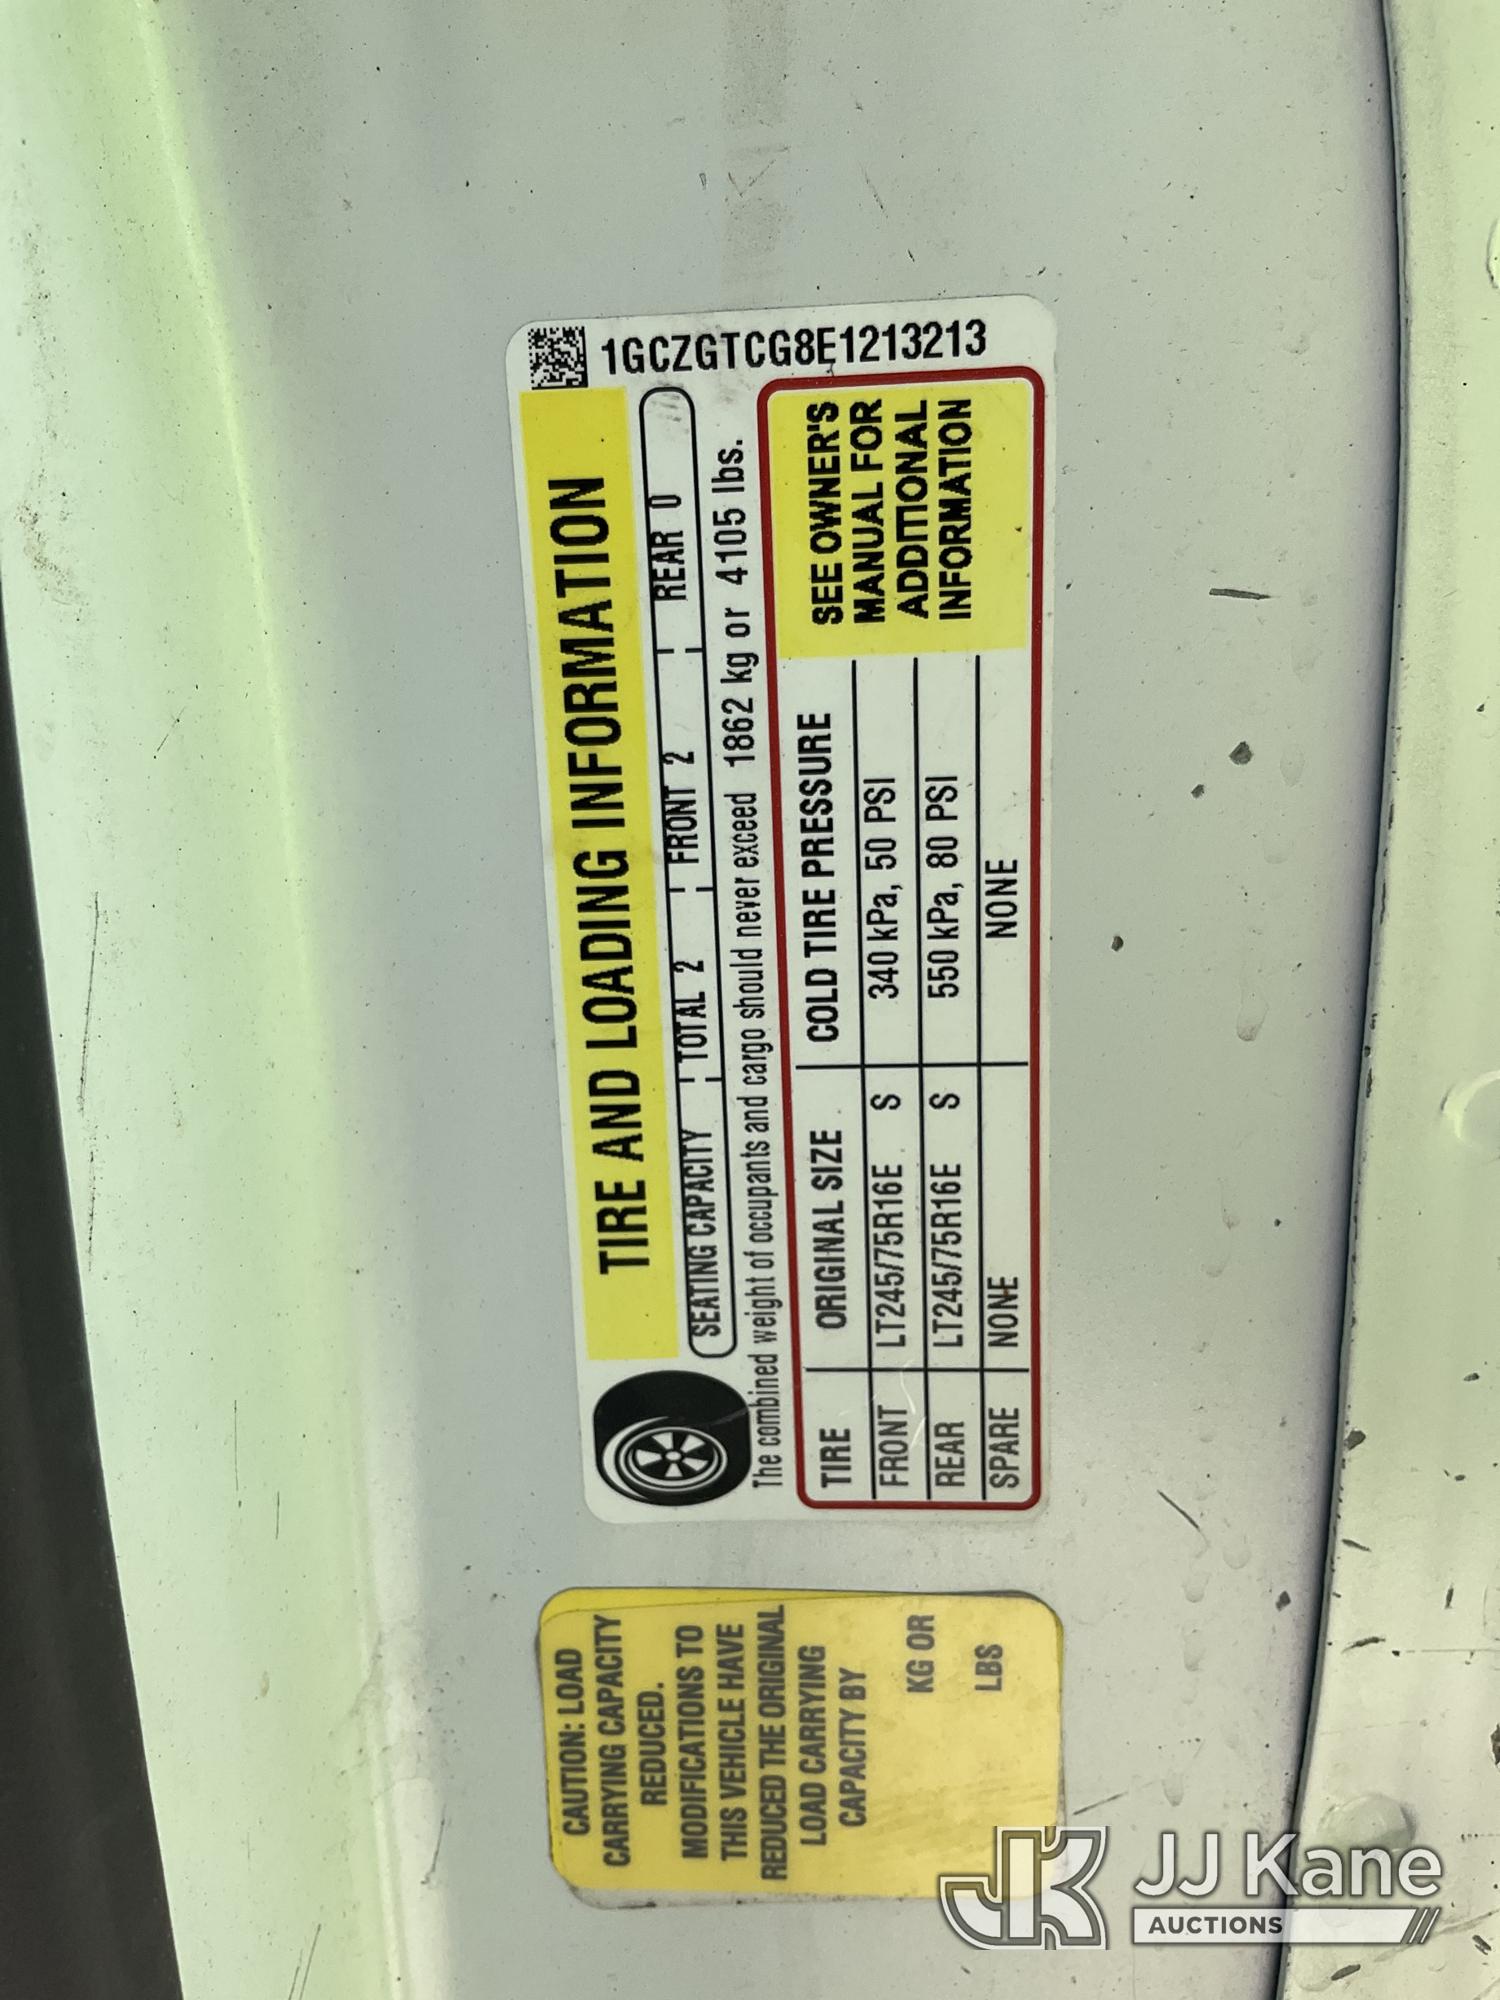 1GCZGTCG8E1213213
TIRE AND LOADING INFORMATION
SEATING CAPACITY TOTAL 2 FRONT 2 REAR 0
The combined weight of occupants and cargo should never exceed 1862 kg or 4105 lbs.
TIRE ORIGINAL SIZE COLD TIRE PRESSURE
FRONT LT245/75R16E S 340 kPa, 50 PSI
REAR LT245/75R16E S 550 kPa, 80 PSI
SPARE NONE NONE
SEE OWNER'S
MANUAL FOR
ADDITIONAL
INFORMATION
CAUTION: LOAD
CARRYING CAPACITY
REDUCED.
MODIFICATIONS TO
THIS VEHICLE HAVE
REDUCED THE ORIGINAL
LOAD CARRYING
CAPACITY BY
KG OR
LBS
JK
JJ Kane
AUCTIONS